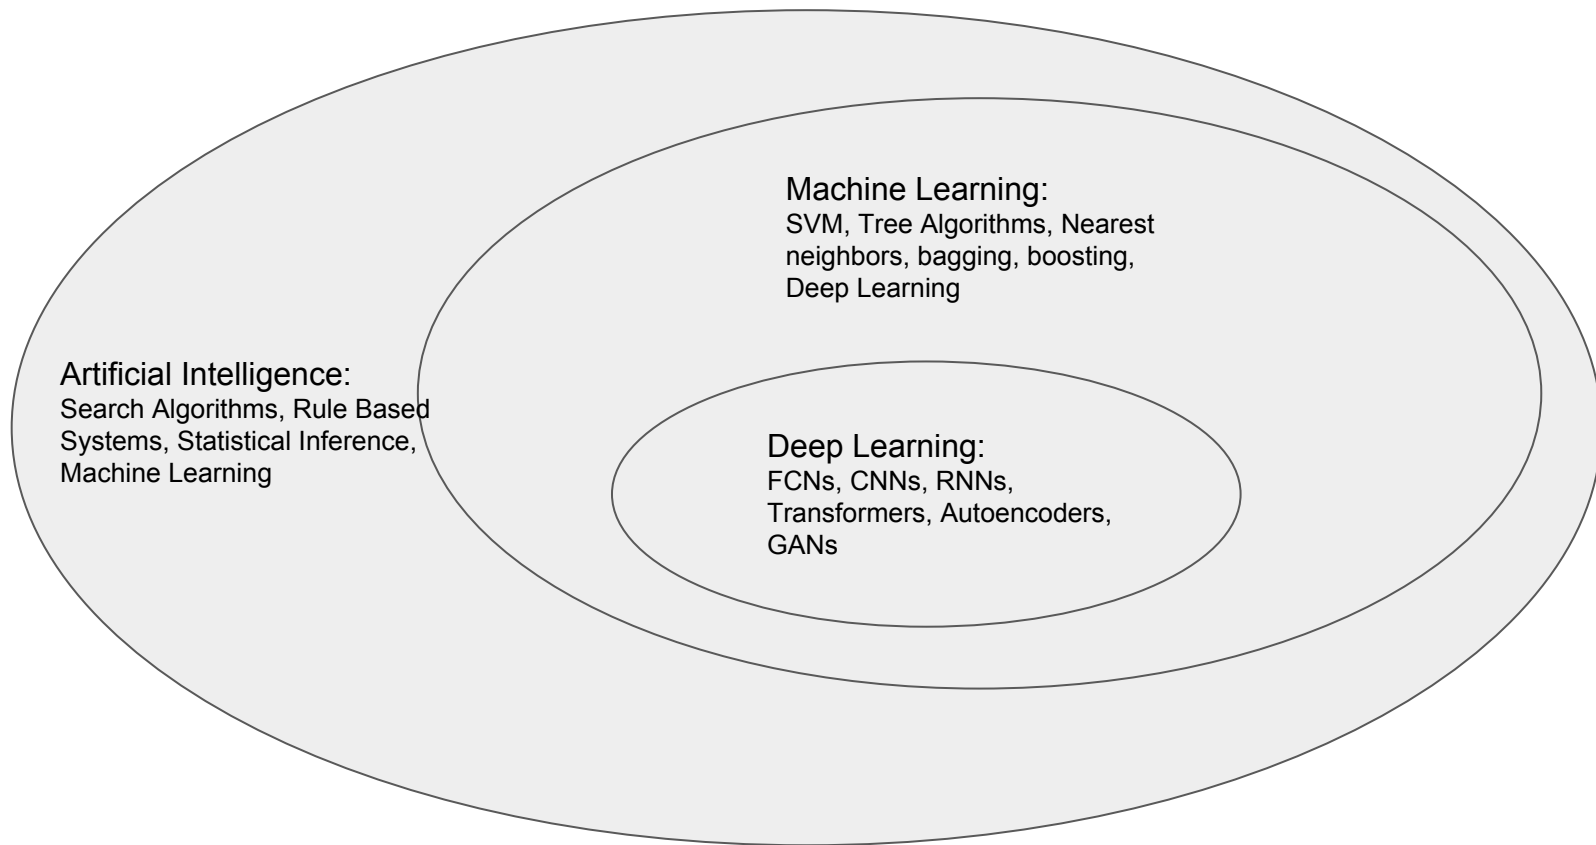 Machine Learning:
SVM, Tree Algorithms, Nearest
neighbors, bagging, boosting,
Deep Learning
Artificial Intelligence:
Search Algorithms, Rule Based
Systems, Statistical Inference,
Machine Learning
Deep Learning:
FCNs, CNNs, RNNs,
Transformers, Autoencoders,
GANs